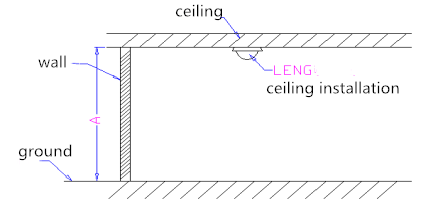 ceiling
wall
LENG
ceiling installation
A
ground